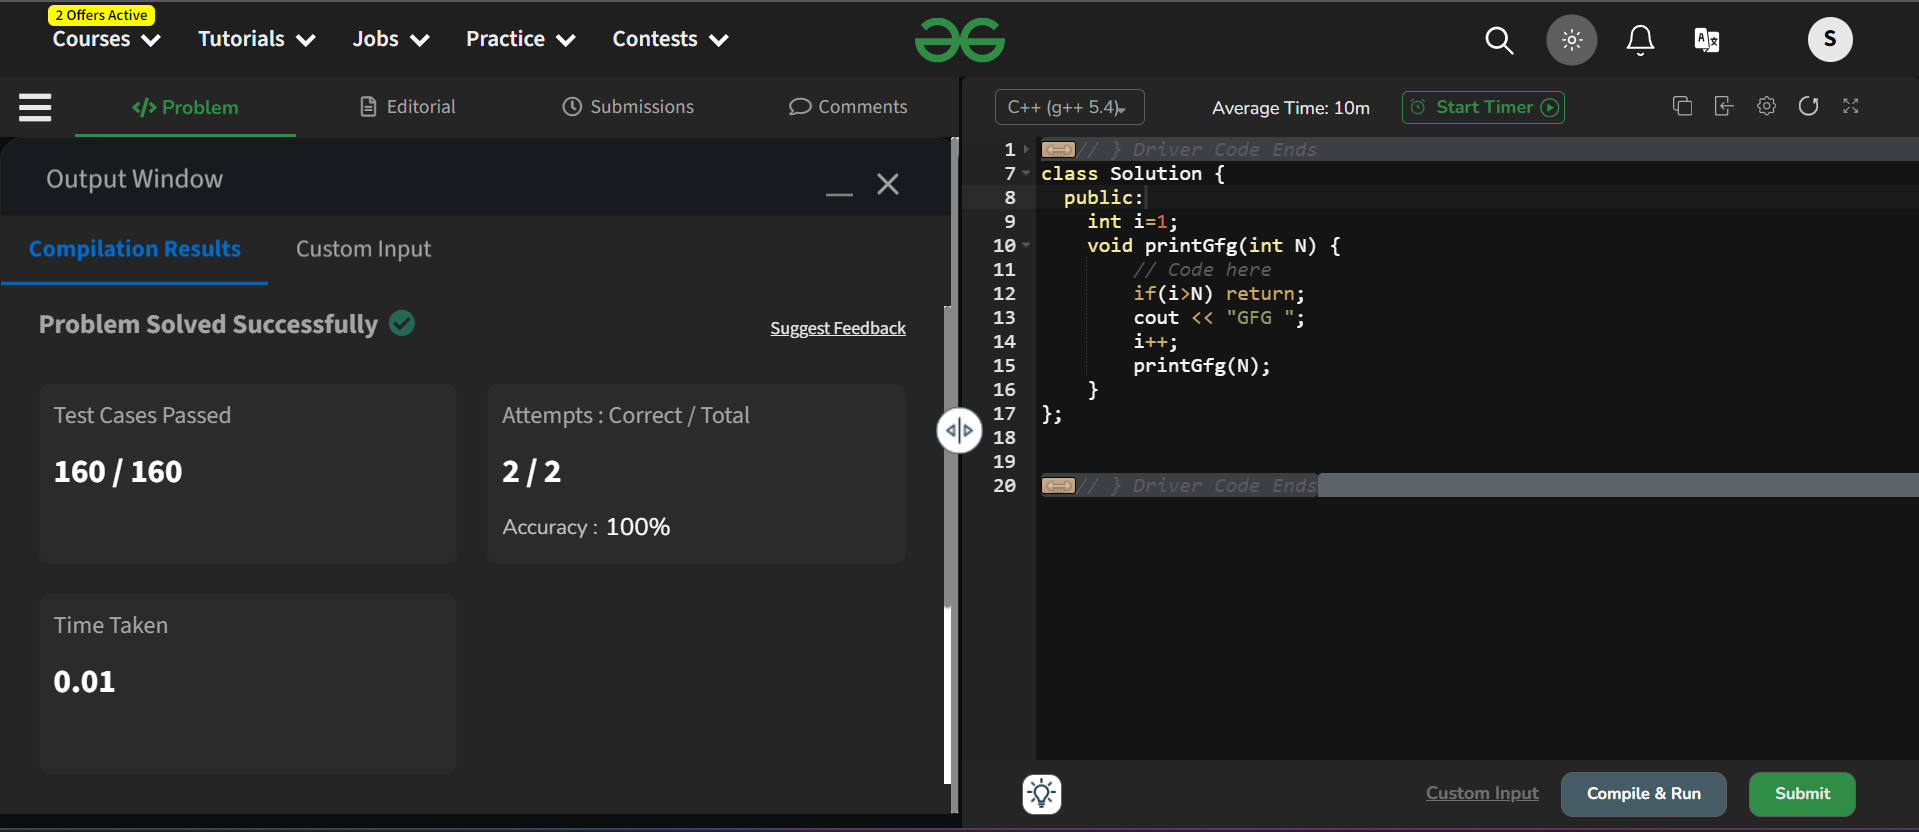 2 Offers Active
Courses Tutorials Jobs Practice Contests
S
Problem Editorial Submissions Comments
Output Window
Compilation Results Custom Input
Problem Solved Successfully
Suggest Feedback
Test Cases Passed
160 / 160
Attempts : Correct / Total
2 / 2
Accuracy : 100%
Time Taken
0.01
C++ (g++ 5.4) Average Time: 10m Start Timer
1 // } Driver Code Ends
7 class Solution {
8 public:
9 int i=1;
10 void printGfg(int N) {
11 // Code here
12 if(i>N) return;
13 cout << "GFG ";
14 i++;
15 printGfg(N);
16 }
17 };
18
19
20 // } Driver Code Ends
Custom Input Compile & Run Submit